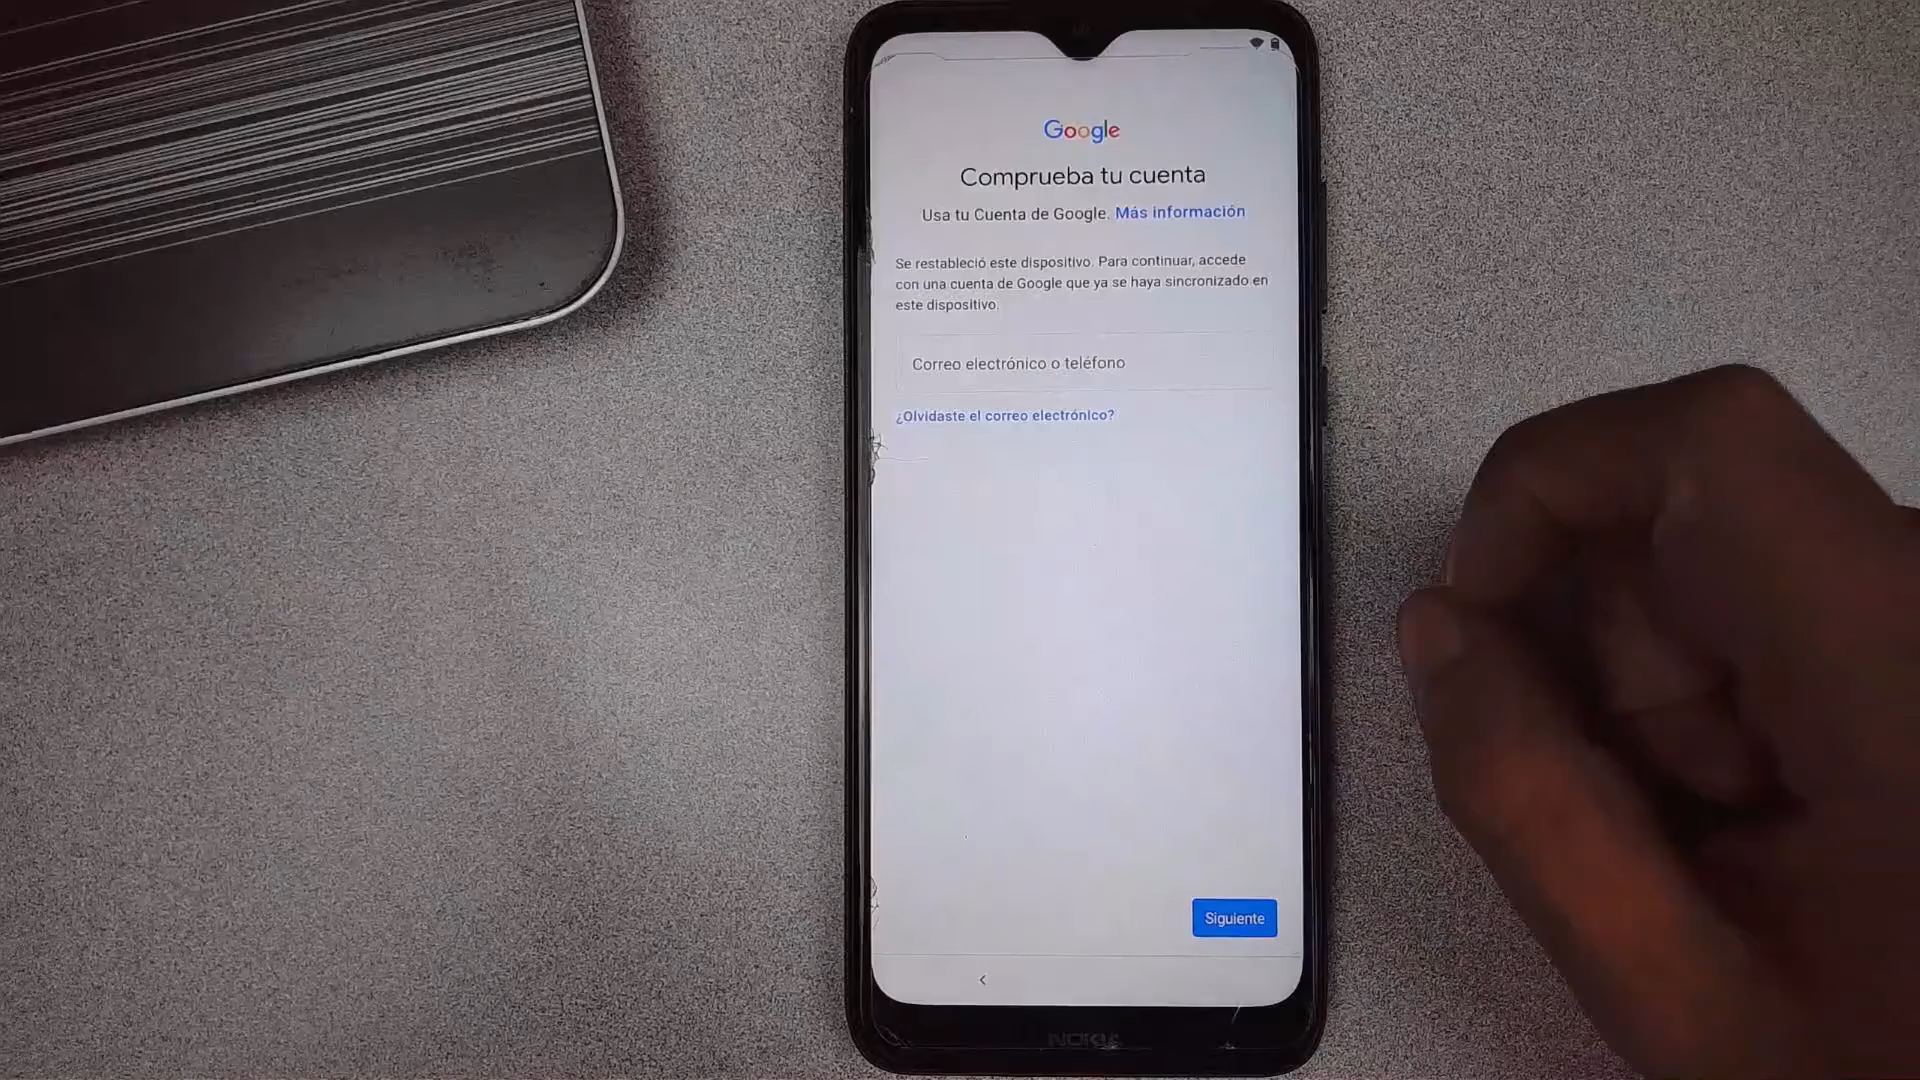 Google
Comprueba tu cuenta
Usa tu Cuenta de Google. Más información
Se restableció este dispositivo. Para continuar, accede
con una cuenta de Google que ya se haya sincronizado en
este dispositivo.
Correo electrónico o teléfono
¿Olvidaste el correo electrónico?
Siguiente
NOKIA